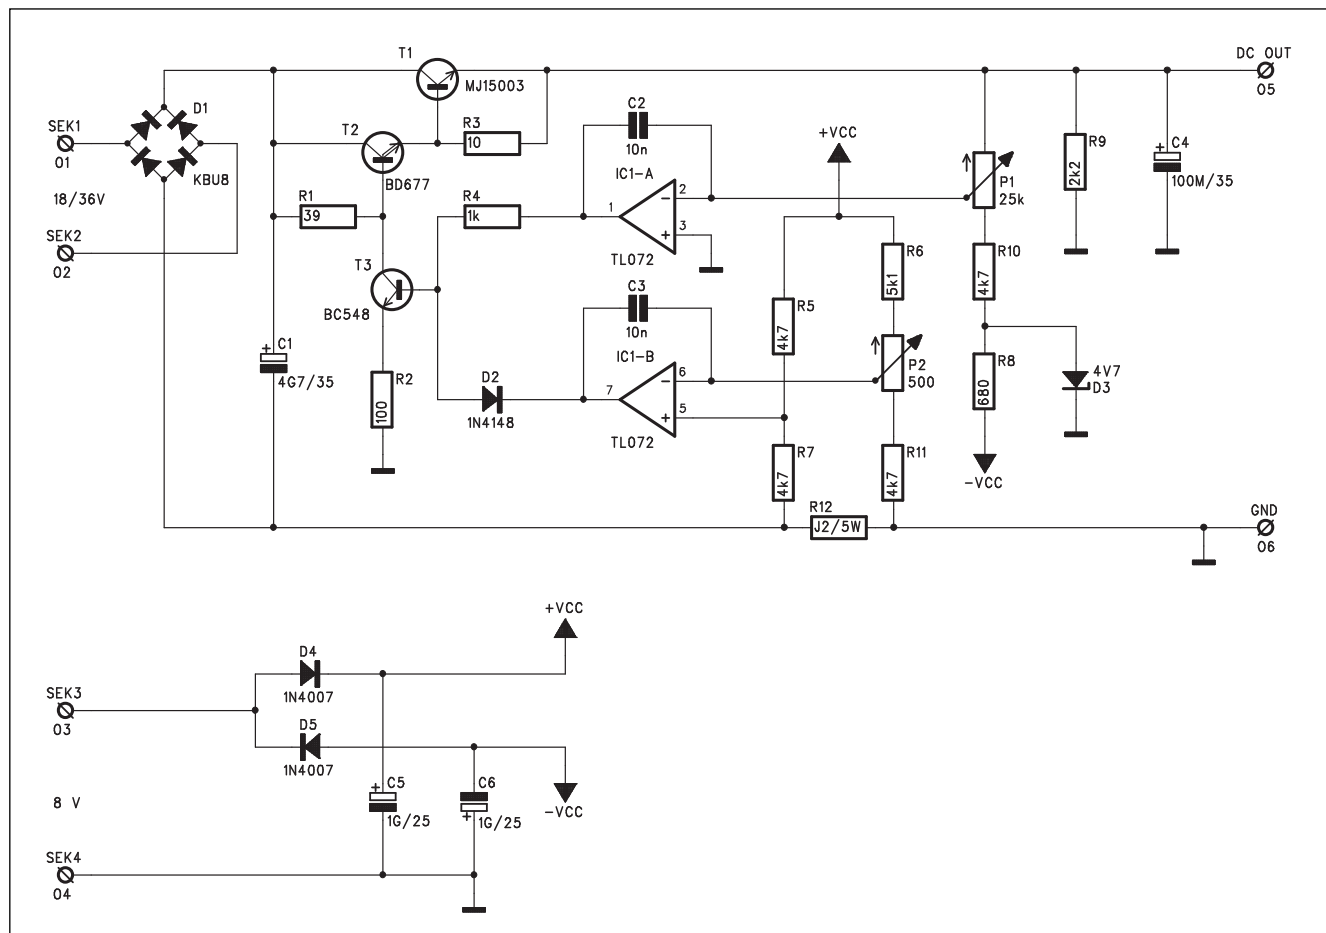 T1
DC OUT
O5
MJ15003
D1
SEK1
O1
T2
R3
10
C2
10n
+VCC
R9
2k2
C4
+
100M/35
KBU8
18/36V
BD677
IC1-A
P1
25k
R1
39
R4
1k
1
2
-
3
+
TL072
SEK2
O2
T3
BC548
R6
5k1
R10
4k7
C3
10n
R5
4k7
C1
+
4G7/35
IC1-B
R2
100
D2
1N4148
7
6
-
5
+
TL072
P2
500
R8
680
4V7
D3
R7
4k7
R11
4k7
-VCC
R12
J2/5W
GND
O6
+VCC
D4
1N4007
SEK3
O3
D5
1N4007
8 V
C5
+
1G/25
C6
+
1G/25
-VCC
SEK4
O4